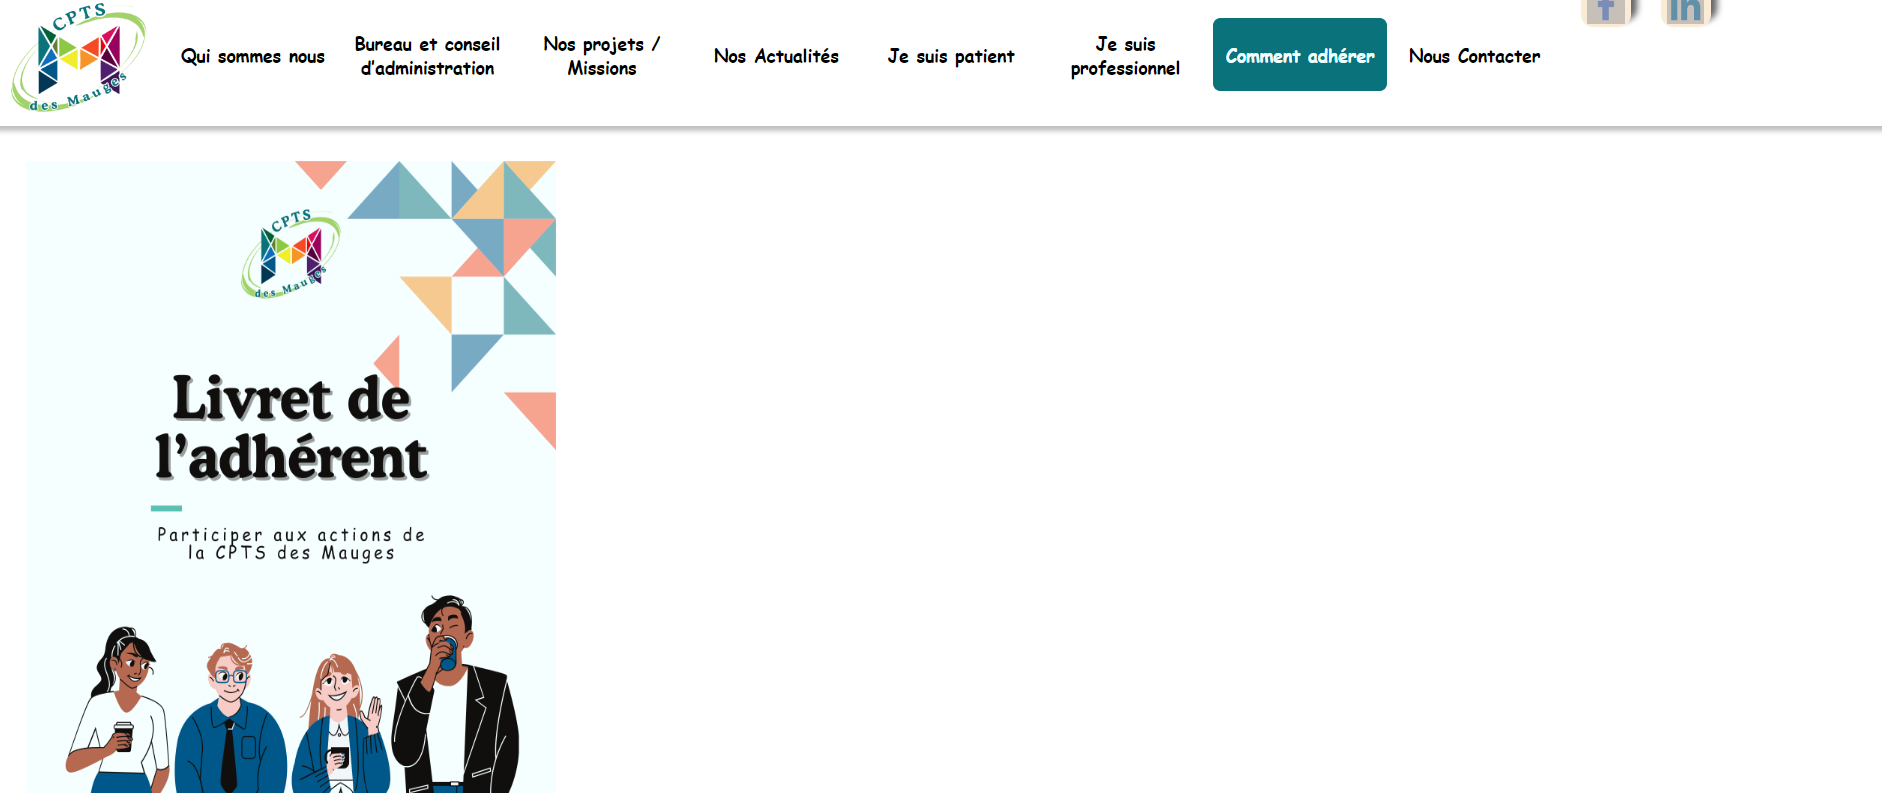 CPTS
des Mauges
Qui sommes nous
Bureau et conseil
d'administration
Nos projets /
Missions
Nos Actualités
Je suis patient
Je suis
professionnel
Comment adhérer
Nous Contacter
f
in
CPTS
des Mauges
Livret de
l'adhérent
Participer aux actions de
la CPTS des Mauges